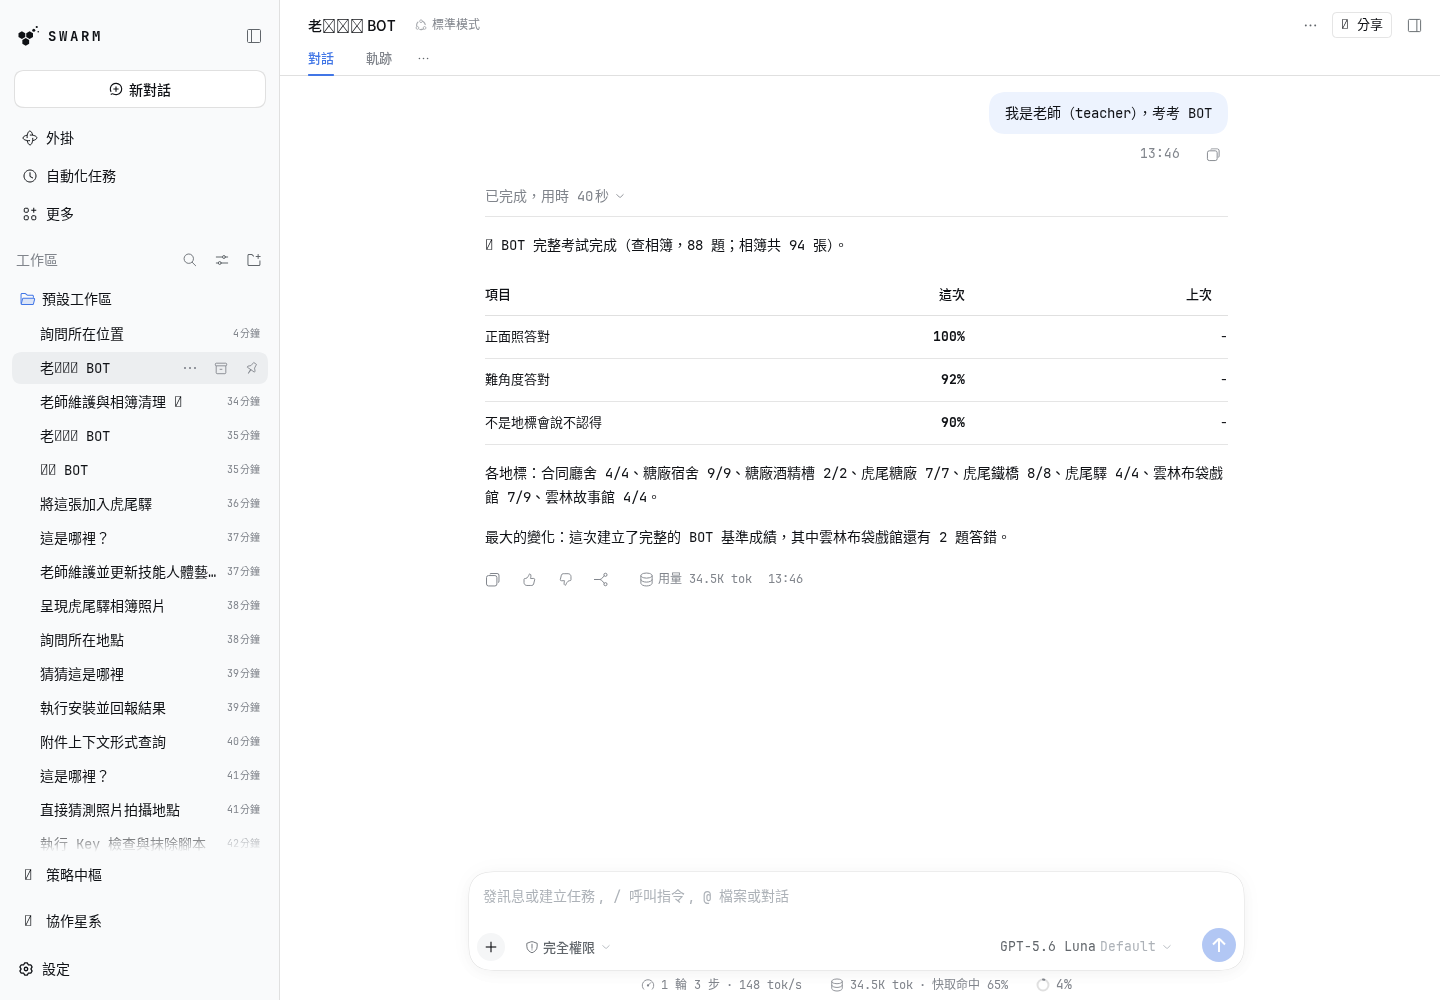 SWARM
新對話
外掛
自動化任務
更多
工作區
預設工作區
詢問所在位置 4分鐘
老 BOT
老師維護與相簿清理 34分鐘
老 BOT 35分鐘
BOT 35分鐘
將這張加入虎尾驛 36分鐘
這是哪裡？ 37分鐘
老師維護並更新技能人體藝… 37分鐘
呈現虎尾驛相簿照片 38分鐘
詢問所在地點 38分鐘
猜猜這是哪裡 39分鐘
執行安裝並回報結果 39分鐘
附件上下文形式查詢 40分鐘
這是哪裡？ 41分鐘
直接猜測照片拍攝地點 41分鐘
執行 Key 檢查與抹除腳本 42分鐘
策略中樞
協作星系
設定
老 BOT 標準模式
分享
對話 軌跡 ···
我是老師（teacher），考考 BOT
13:46
已完成，用時 40秒
BOT 完整考試完成（查相簿，88 題；相簿共 94 張）。
項目 這次 上次
正面照答對 100% -
難角度答對 92% -
不是地標會說不認得 90% -
各地標：合同廳舍 4/4、糖廠宿舍 9/9、糖廠酒精槽 2/2、虎尾糖廠 7/7、虎尾鐵橋 8/8、虎尾驛 4/4、雲林布袋戲
館 7/9、雲林故事館 4/4。
最大的變化：這次建立了完整的 BOT 基準成績，其中雲林布袋戲館還有 2 題答錯。
用量 34.5K tok 13:46
發訊息或建立任務，/ 呼叫指令，@ 檔案或對話
完全權限
GPT-5.6 Luna Default
1 輪 3 步 · 148 tok/s 34.5K tok · 快取命中 65% 4%